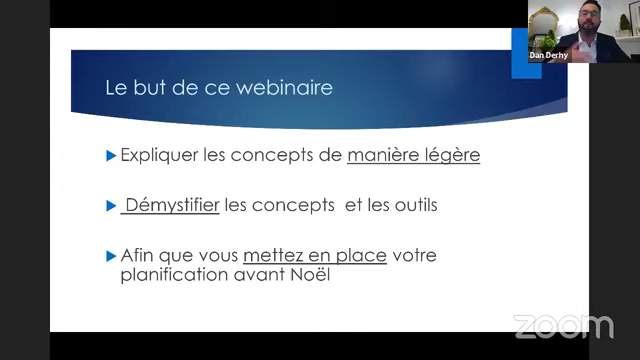 Le but de ce webinaire
Expliquer les concepts de manière légère
Démystifier les concepts et les outils
Afin que vous mettez en place votre
planification avant Noël
Dan Derhy
zoom